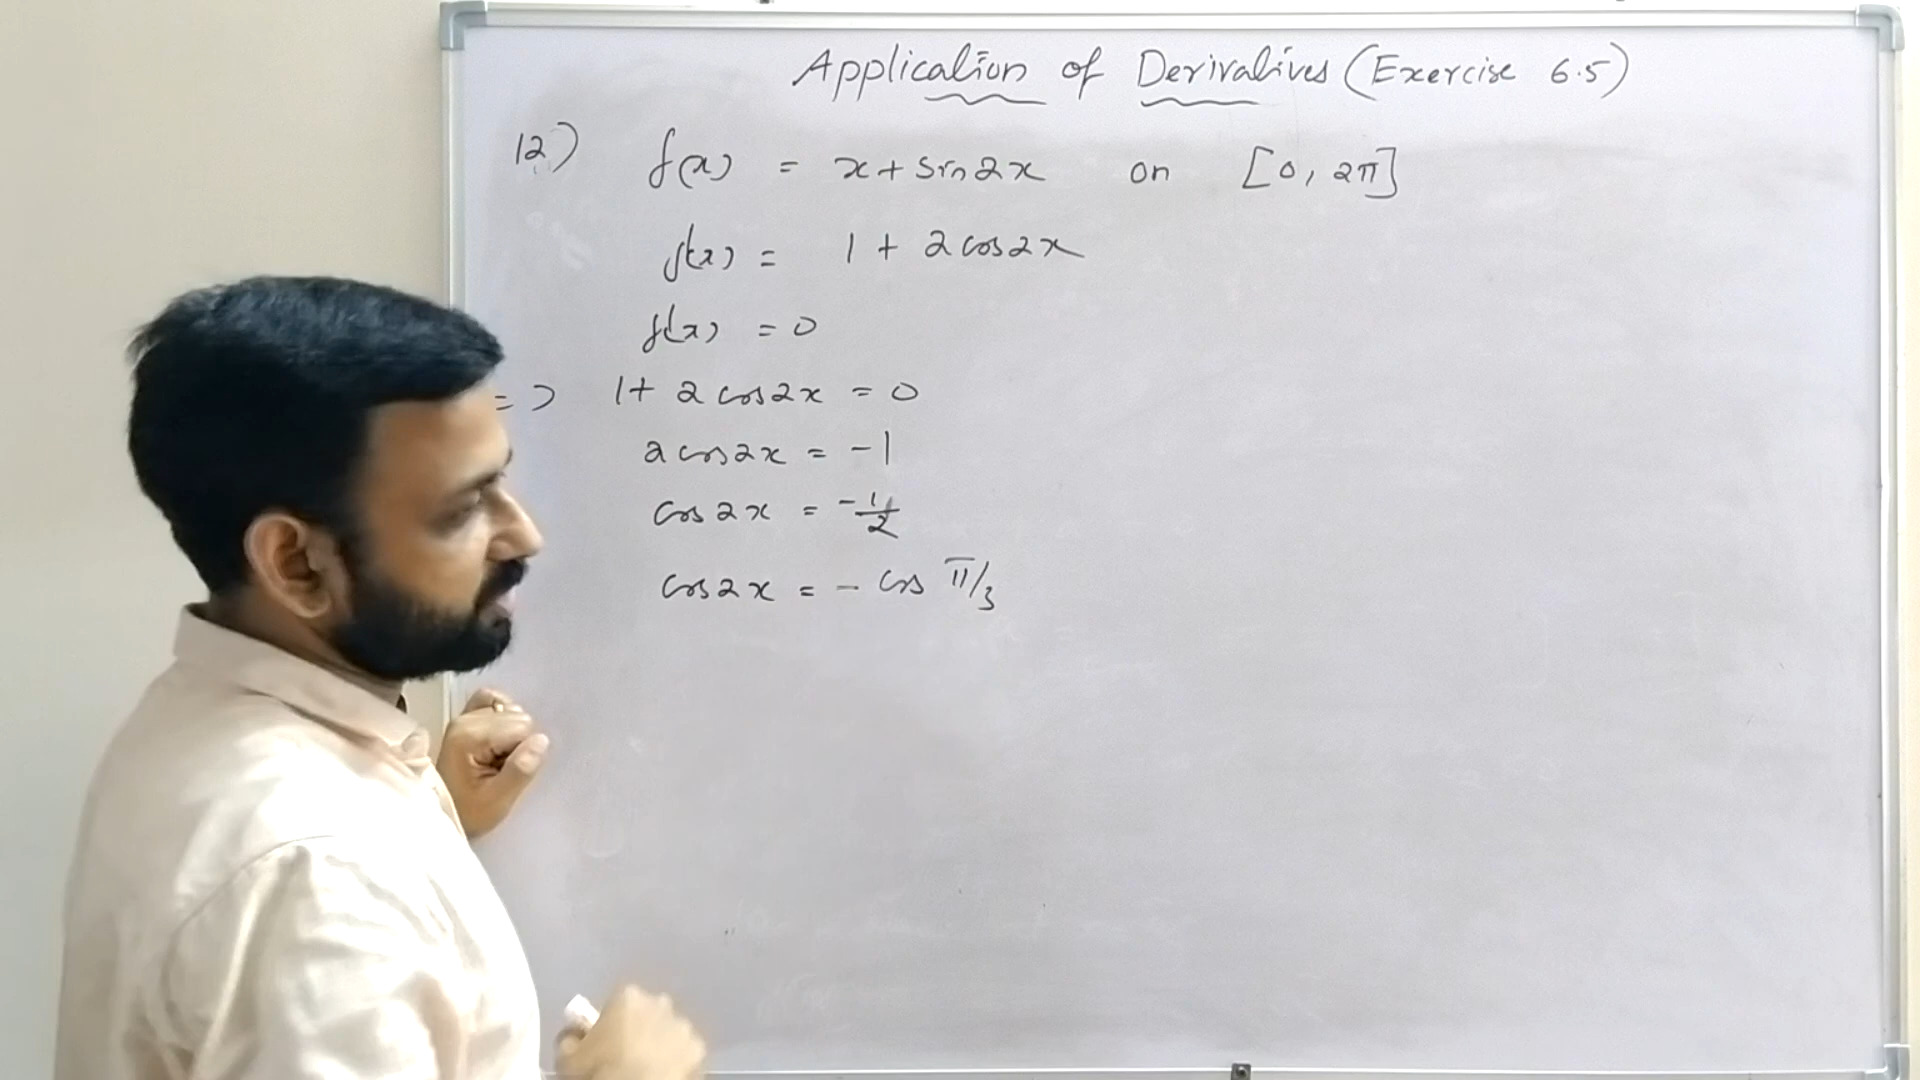 Application of Derivatives (Exercise 6.5)
12) f(x) = x + sin2x on [0, 2π]
f'(x) = 1 + 2cos2x
f'(x) = 0
=> 1 + 2cos2x = 0
2cos2x = -1
cos2x = -1/2
cos2x = - cos π/3